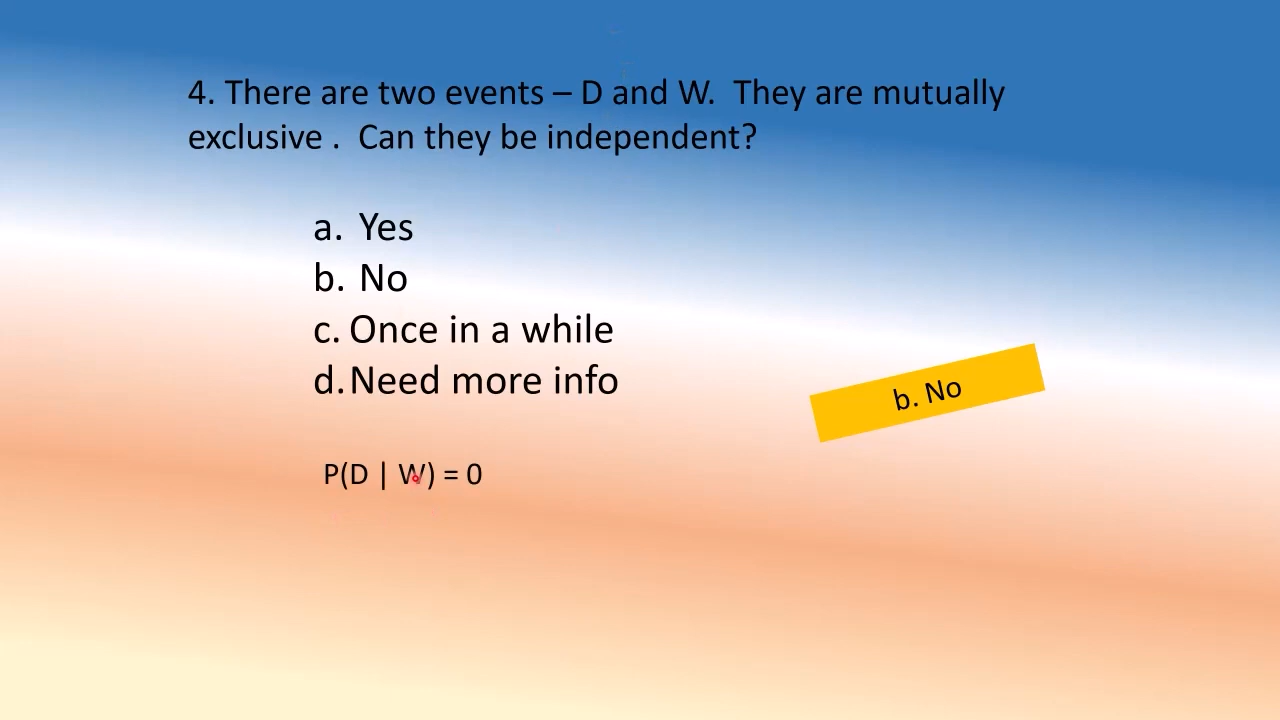 4. There are two events – D and W.  They are mutually
exclusive .  Can they be independent?
a. Yes
b. No
c. Once in a while
d. Need more info
b. No
P(D | W) = 0